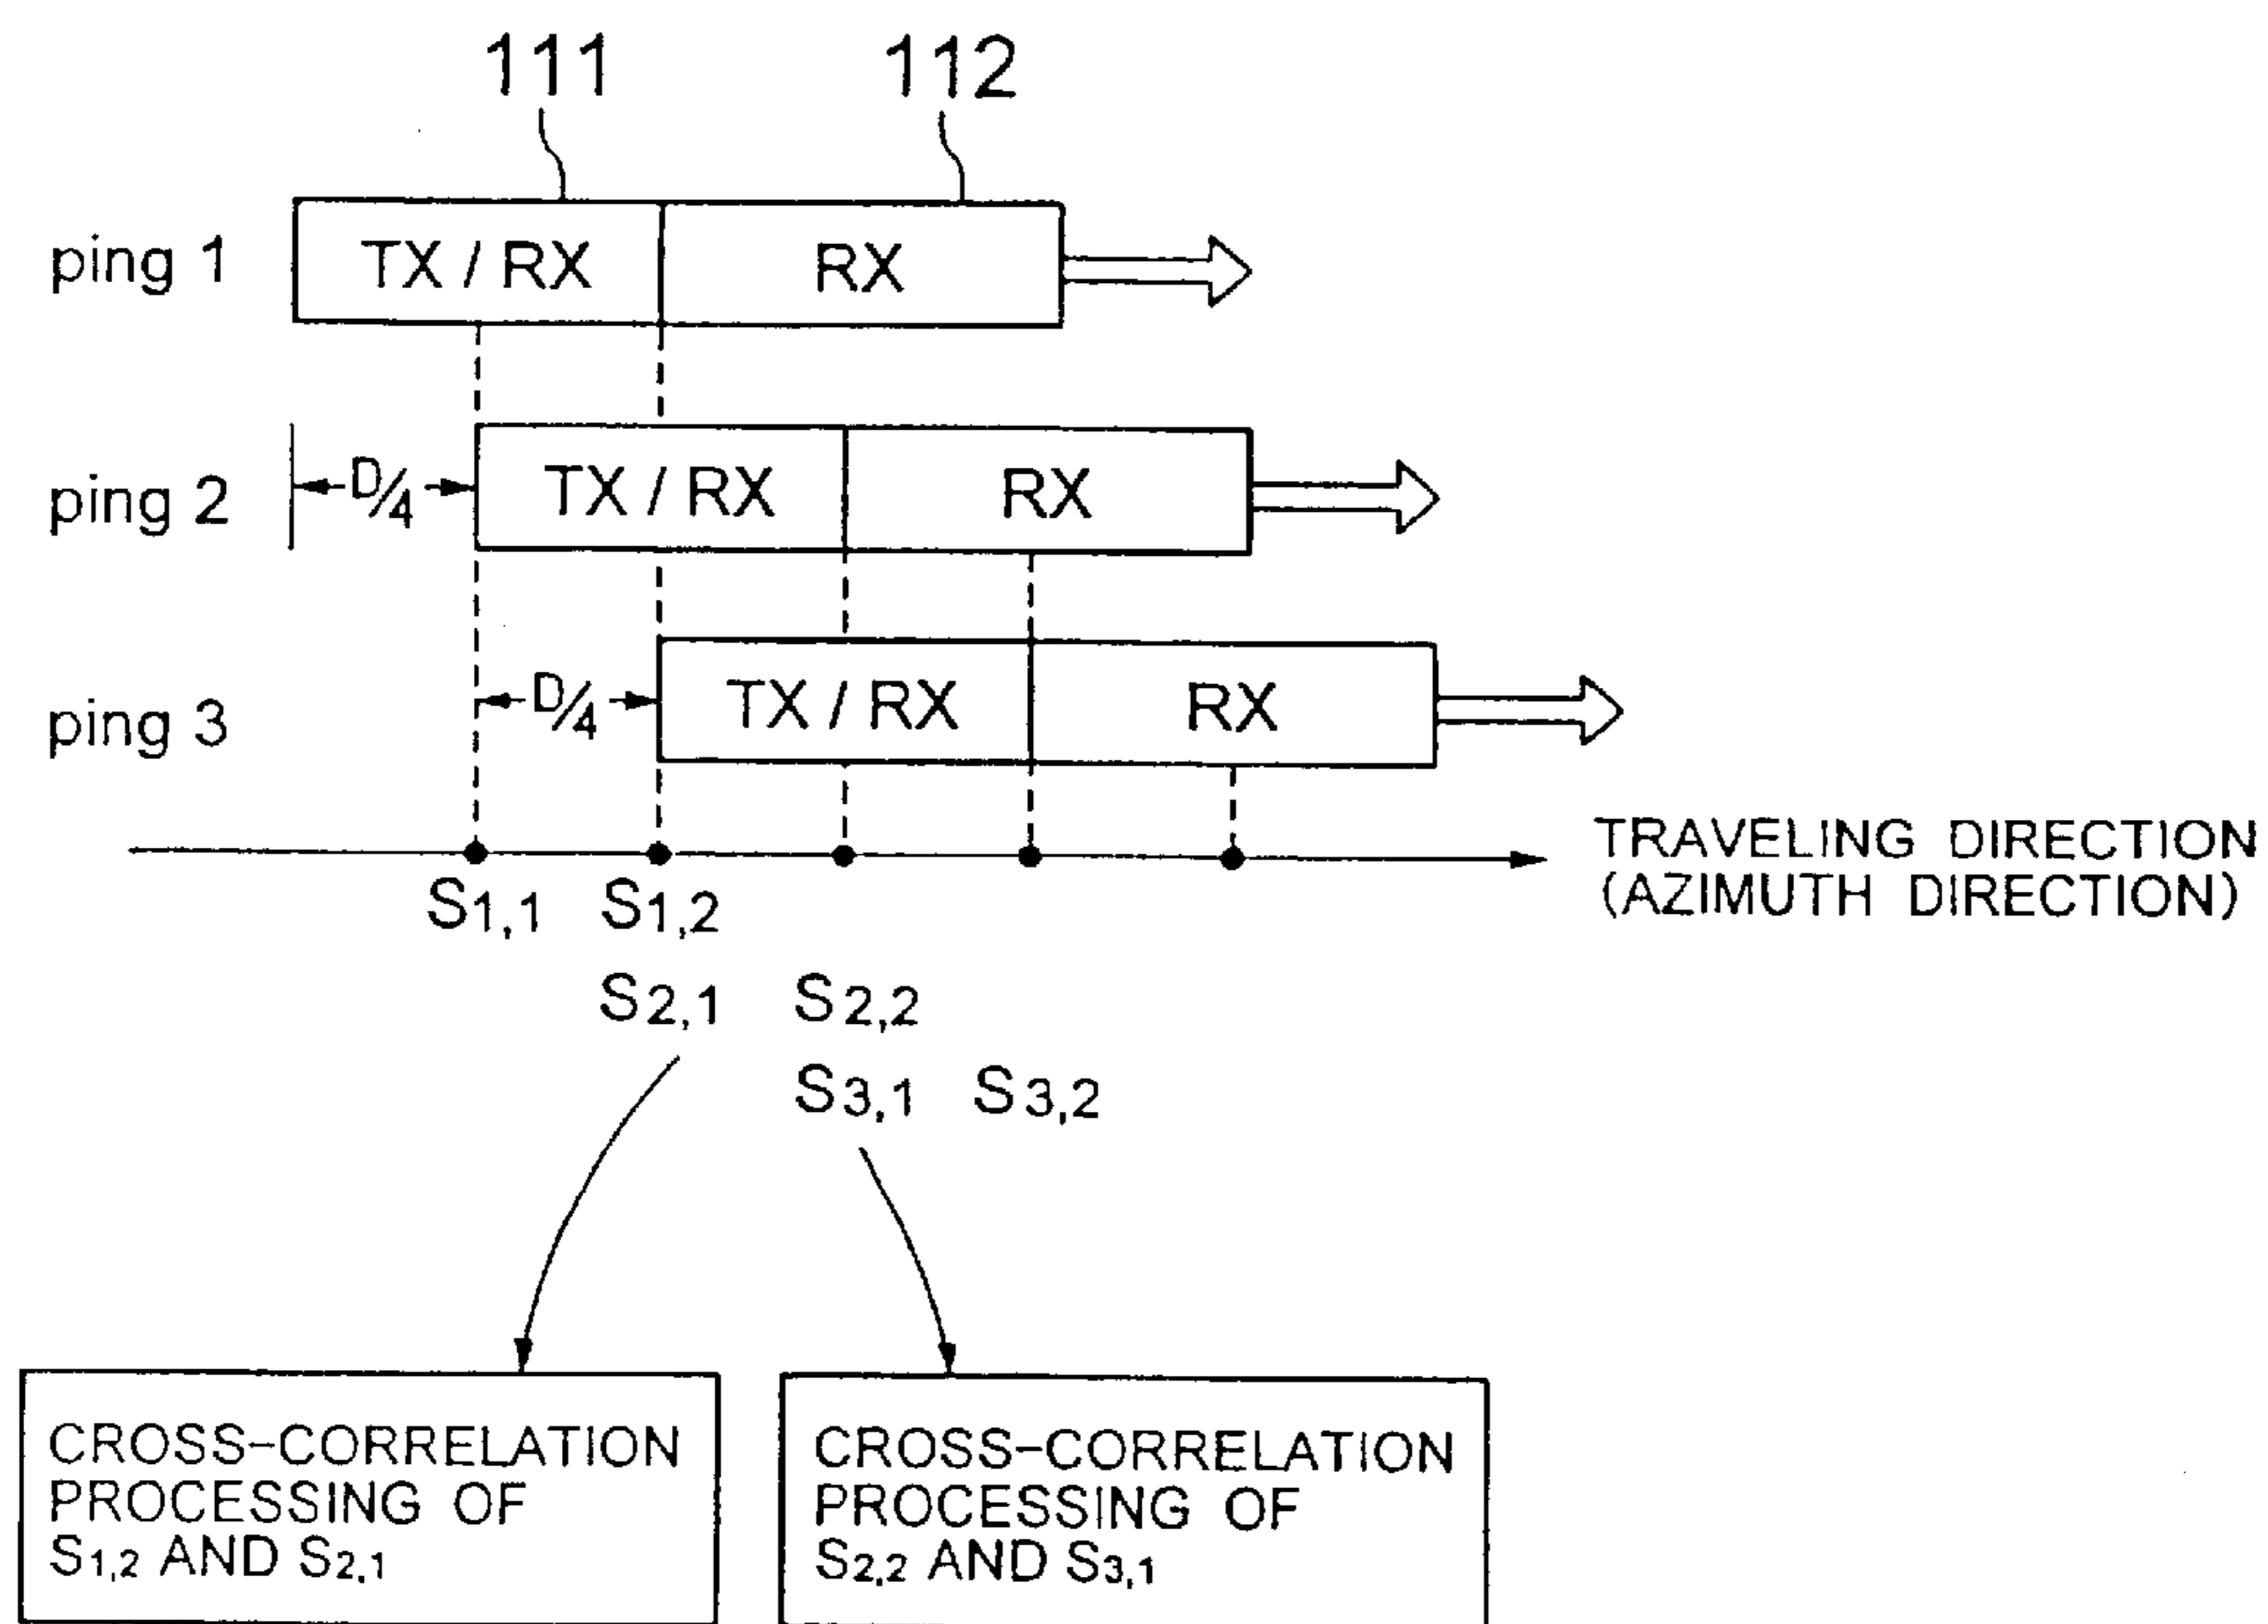 111 112
ping 1 TX / RX RX
ping 2 D/4 TX / RX RX
ping 3 D/4 TX / RX RX
TRAVELING DIRECTION
(AZIMUTH DIRECTION)
S1,1 S1,2
S2,1 S2,2
S3,1 S3,2
CROSS-CORRELATION
PROCESSING OF
S1,2 AND S2,1
CROSS-CORRELATION
PROCESSING OF
S2,2 AND S3,1